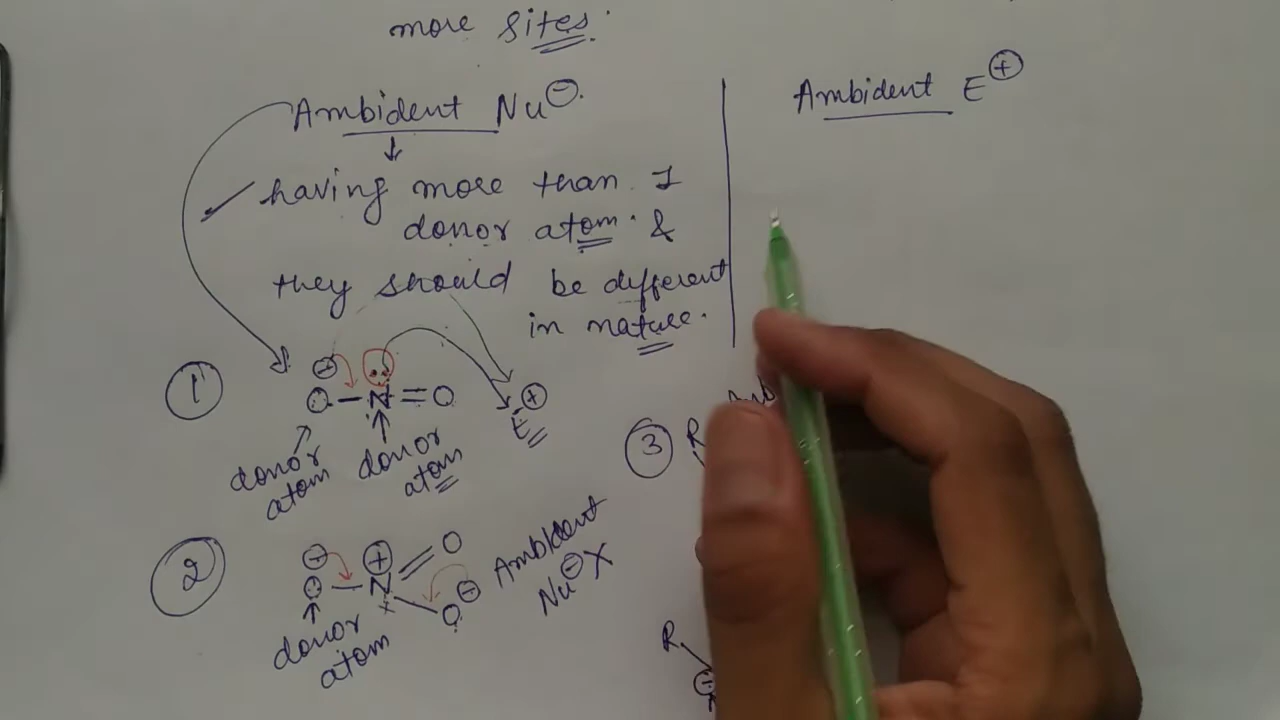 more sites.
Ambident Nu⊖.
having more than 1
donor atom. &
they should be different
in nature.
Ambident E⊕
1
⊖
O - N = O
E⊕
donor atom
donor atom
2
⊖ ⊕
O - N = O
O⊖
donor atom
Ambident
Nu⊖ X
3
R
R
⊖